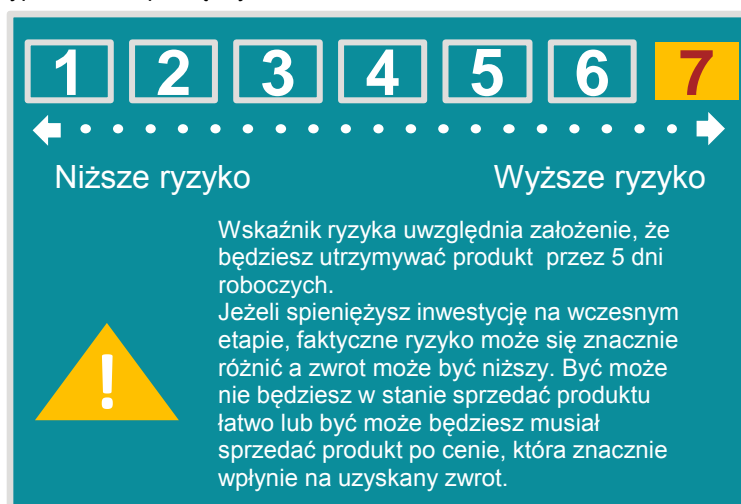 1 2 3 4 5 6 7
Niższe ryzyko Wyższe ryzyko
Wskaźnik ryzyka uwzględnia założenie, że
będziesz utrzymywać produkt przez 5 dni
roboczych.
Jeżeli spieniężysz inwestycję na wczesnym
etapie, faktyczne ryzyko może się znacznie
różnić a zwrot może być niższy. Być może
nie będziesz w stanie sprzedać produktu
łatwo lub być może będziesz musiał
sprzedać produkt po cenie, która znacznie
wpłynie na uzyskany zwrot.
!